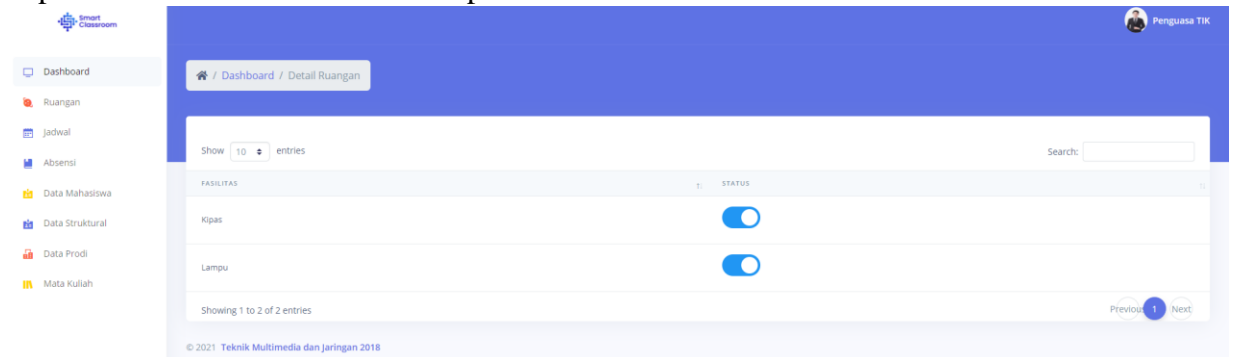 Smart
Classroom
Penguasa TIK
Dashboard
/ Dashboard / Detail Ruangan
Ruangan
Jadwal
Show 10 entries
Search:
Absensi
FASILITAS STATUS
Data Mahasiswa
Kipas
Data Struktural
Data Prodi
Lampu
Mata Kuliah
Showing 1 to 2 of 2 entries
Previous 1 Next
© 2021 Teknik Multimedia dan Jaringan 2018